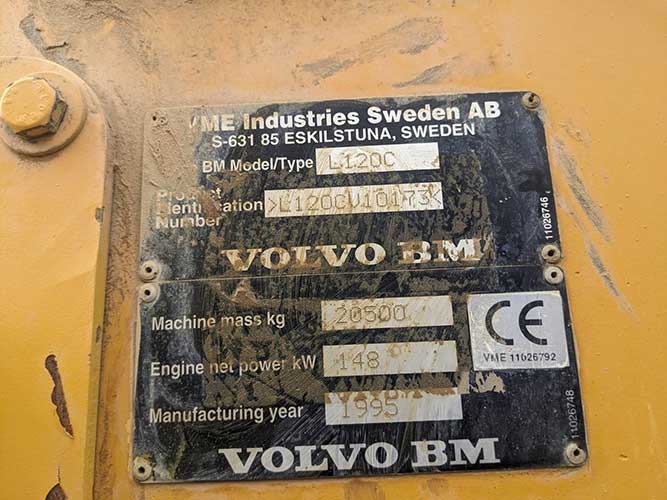 VME Industries Sweden AB
S-631 85 ESKILSTUNA, SWEDEN
BM Model/Type L120C
Product
Identification >L120CV10173<
Number
11026746
VOLVO BM
Machine mass kg 20500
CE
VME 11026792
Engine net power kW 148
Manufacturing year 1995
11026748
VOLVO BM